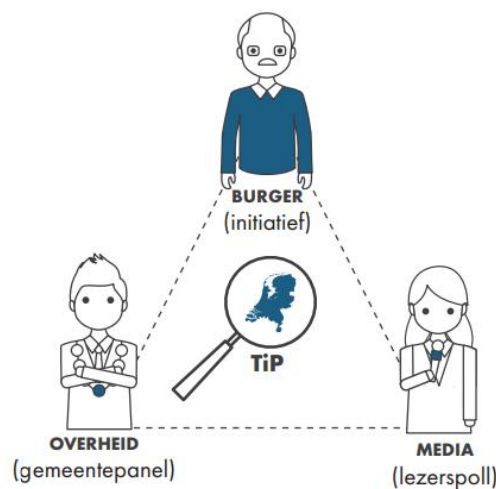 BURGER
(initiatief)
TiP
OVERHEID
(gemeentepanel)
MEDIA
(lezerspoll)